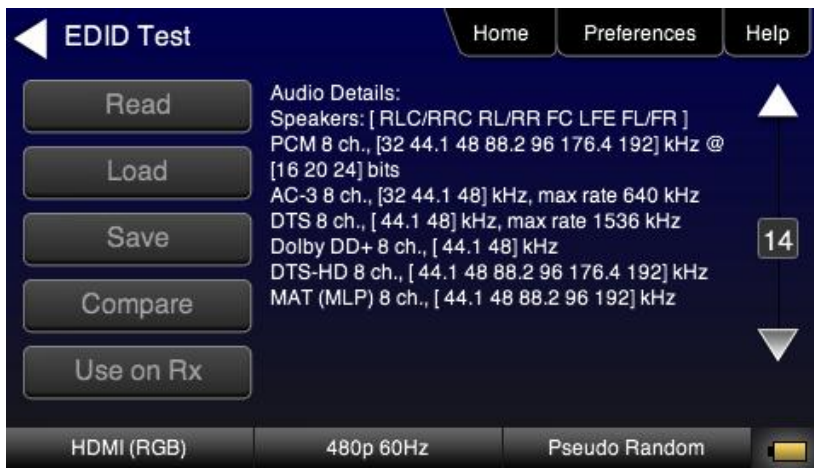 EDID Test
Home
Preferences
Help
Read
Load
Save
Compare
Use on Rx
Audio Details:
Speakers: [ RLC/RRC RL/RR FC LFE FL/FR ]
PCM 8 ch., [32 44.1 48 88.2 96 176.4 192] kHz @
[16 20 24] bits
AC-3 8 ch., [32 44.1 48] kHz, max rate 640 kHz
DTS 8 ch., [ 44.1 48] kHz, max rate 1536 kHz
Dolby DD+ 8 ch., [ 44.1 48] kHz
DTS-HD 8 ch., [ 44.1 48 88.2 96 176.4 192] kHz
MAT (MLP) 8 ch., [ 44.1 48 88.2 96 192] kHz
14
HDMI (RGB)
480p 60Hz
Pseudo Random